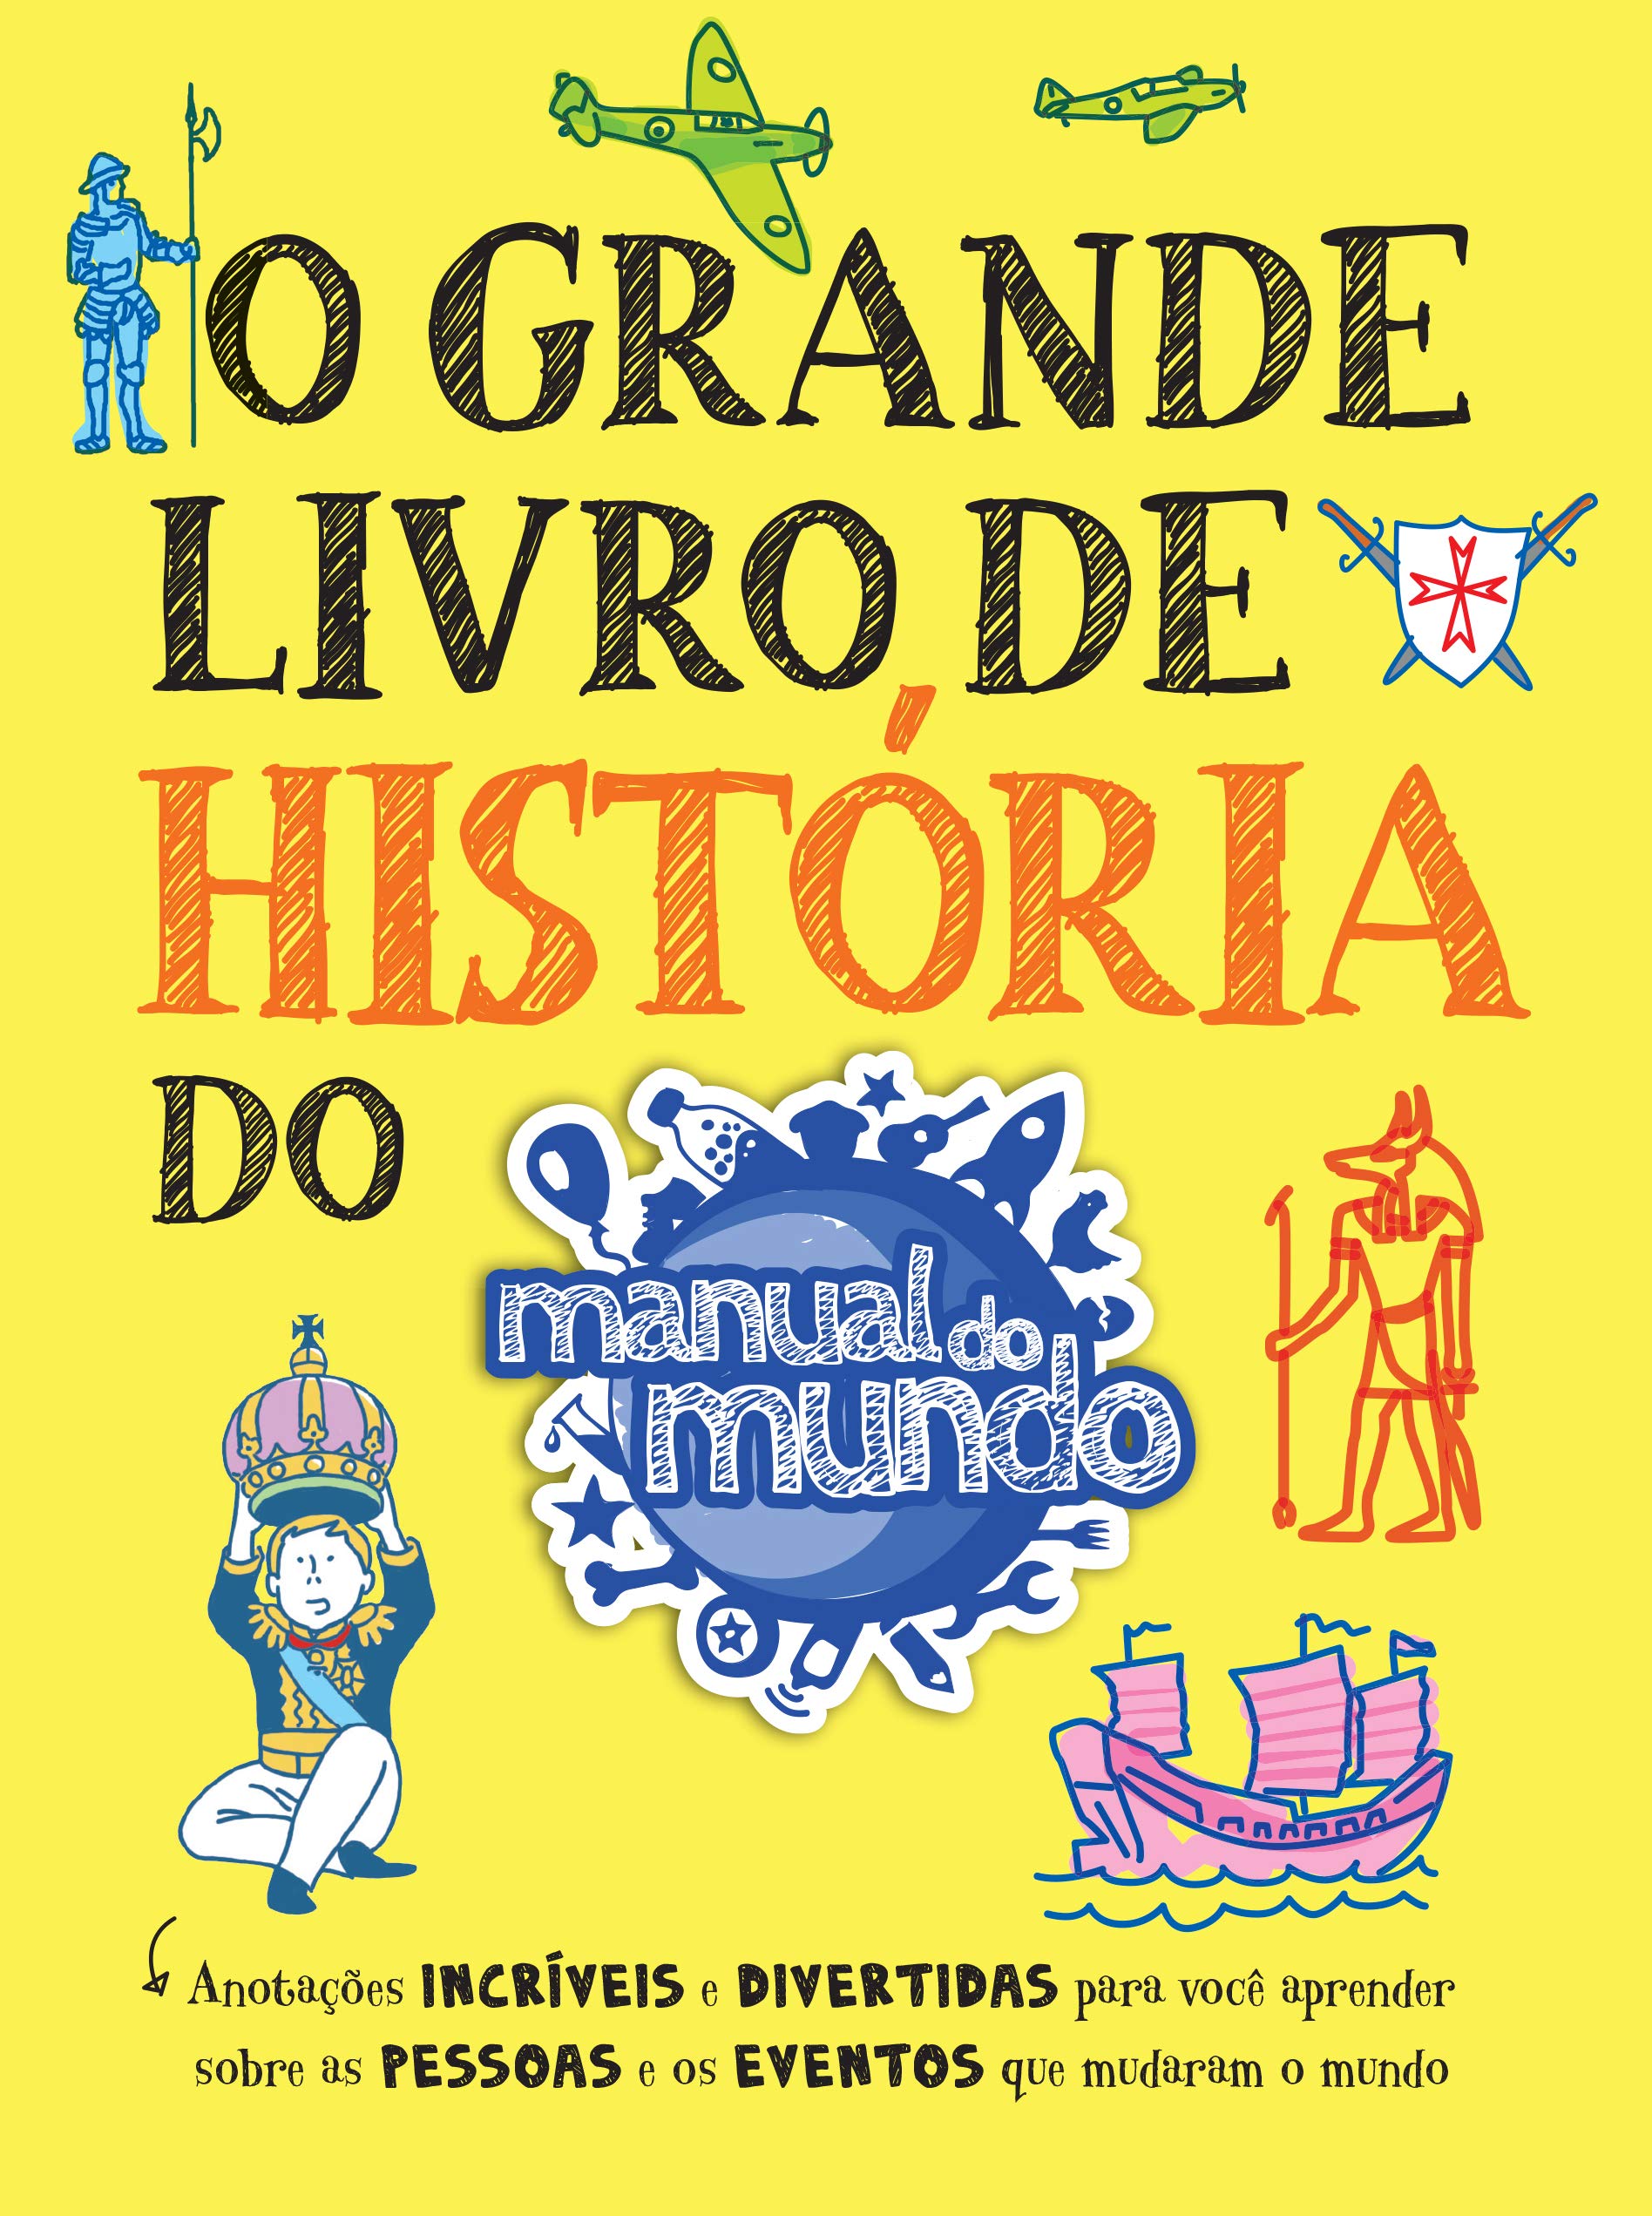 O GRANDE
LIVRO DE
HISTÓRIA
DO
manual do
mundo
Anotações INCRÍVEIS e DIVERTIDAS para você aprender
sobre as PESSOAS e os EVENTOS que mudaram o mundo